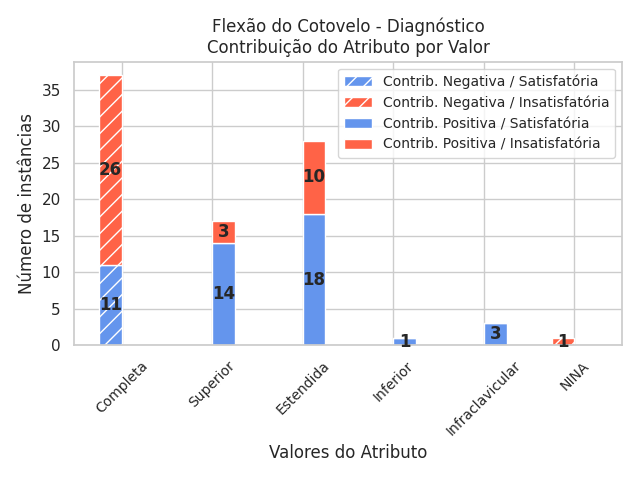 Flexão do Cotovelo - Diagnóstico
Contribuição do Atributo por Valor
Contrib. Negativa / Satisfatória
Contrib. Negativa / Insatisfatória
Contrib. Positiva / Satisfatória
Contrib. Positiva / Insatisfatória
Número de instâncias
35
30
25
20
15
10
5
0
26
11
3
14
10
18
1
3
1
Completa
Superior
Estendida
Inferior
Infraclavicular
NINA
Valores do Atributo